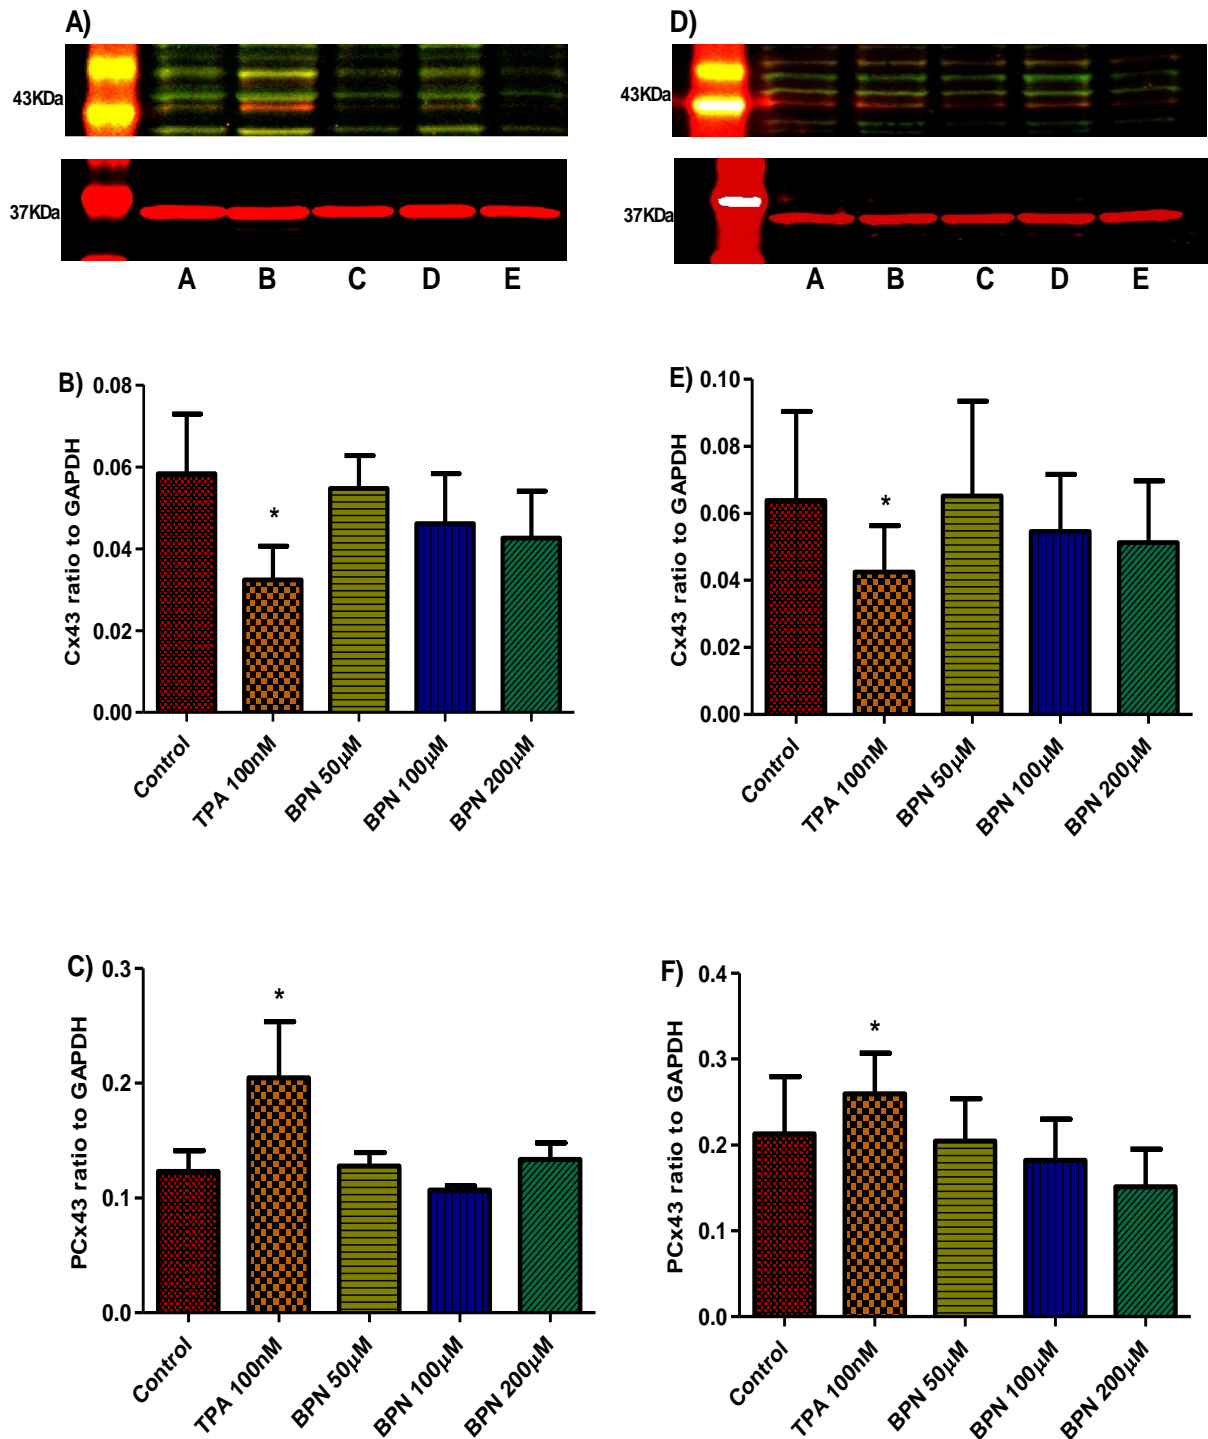 A)
43KDa
37KDa
A B C D E
D)
43KDa
37KDa
A B C D E
B)
Cx43 ratio to GAPDH
0.08
0.06
0.04
0.02
0.00
*
Control
TPA 100nM
BPN 50µM
BPN 100µM
BPN 200µM
E)
Cx43 ratio to GAPDH
0.10
0.08
0.06
0.04
0.02
0.00
*
Control
TPA 100nM
BPN 50µM
BPN 100µM
BPN 200µM
C)
PCx43 ratio to GAPDH
0.3
0.2
0.1
0.0
*
Control
TPA 100nM
BPN 50µM
BPN 100µM
BPN 200µM
F)
PCx43 ratio to GAPDH
0.4
0.3
0.2
0.1
0.0
*
Control
TPA 100nM
BPN 50µM
BPN 100µM
BPN 200µM